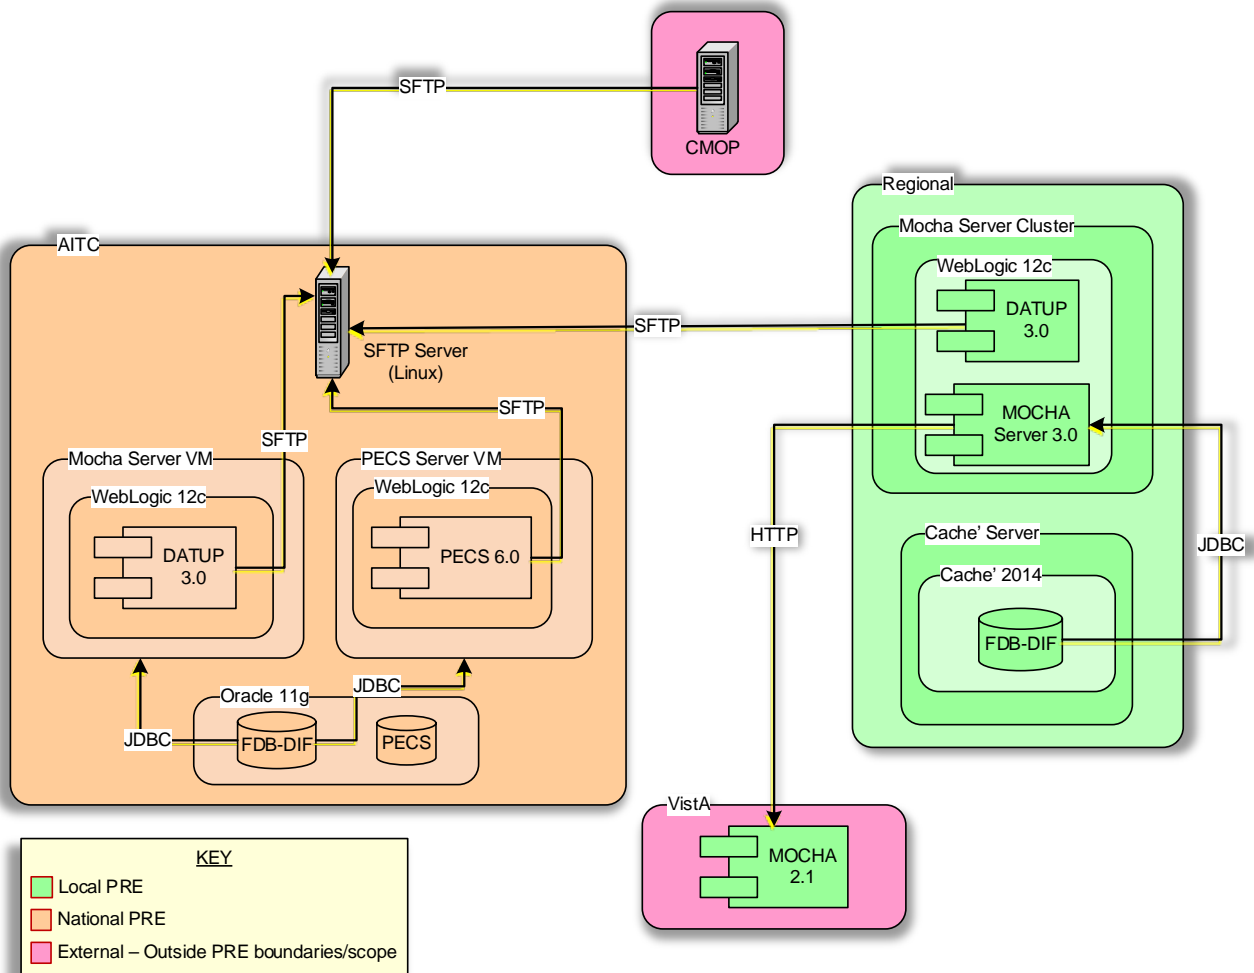 SFTP
CMOP
Regional
Mocha Server Cluster
AITC
WebLogic 12c
DATUP
3.0
SFTP
SFTP Server
(Linux)
SFTP
MOCHA
Server 3.0
SFTP
Mocha Server VM
PECS Server VM
WebLogic 12c
WebLogic 12c
HTTP
Cache' Server
JDBC
DATUP
3.0
PECS 6.0
Cache' 2014
FDB-DIF
JDBC
Oracle 11g
JDBC
FDB-DIF
PECS
VistA
MOCHA
2.1
KEY
Local PRE
National PRE
External – Outside PRE boundaries/scope